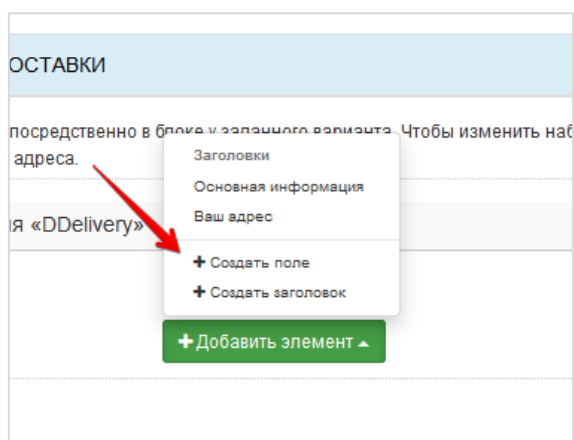 ОСТАВКИ
посредственно в блоке у заданного варианта. Чтобы изменить наб
адреса.
Заголовки
Основная информация
Ваш адрес
ия «DDelivery»
+ Создать поле
+ Создать заголовок
+ Добавить элемент